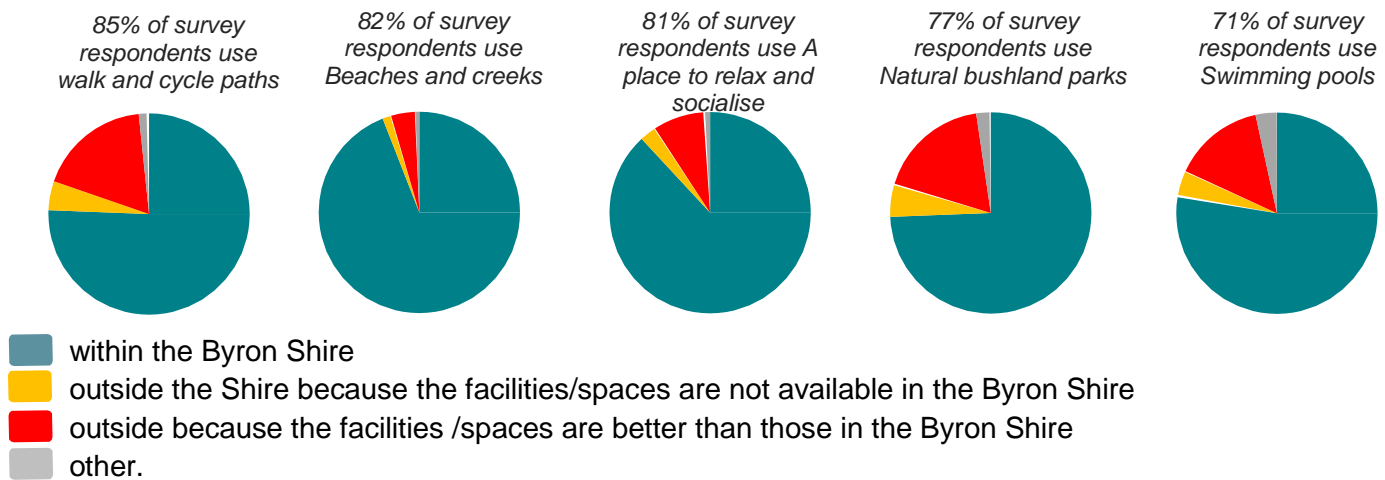 85% of survey
respondents use
walk and cycle paths
82% of survey
respondents use
Beaches and creeks
81% of survey
respondents use A
place to relax and
socialise
77% of survey
respondents use
Natural bushland parks
71% of survey
respondents use
Swimming pools
within the Byron Shire
outside the Shire because the facilities/spaces are not available in the Byron Shire
outside because the facilities /spaces are better than those in the Byron Shire
other.